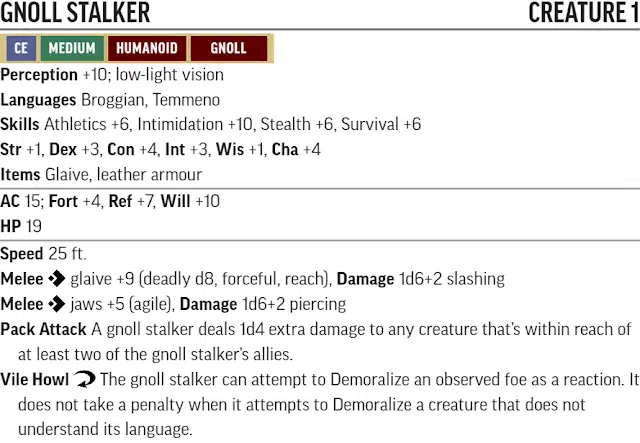 GNOLL STALKER CREATURE 1
CE MEDIUM HUMANOID GNOLL
Perception +10; low-light vision
Languages Broggian, Temmeno
Skills Athletics +6, Intimidation +10, Stealth +6, Survival +6
Str +1, Dex +3, Con +4, Int +3, Wis +1, Cha +4
Items Glaive, leather armour
AC 15; Fort +4, Ref +7, Will +10
HP 19
Speed 25 ft.
Melee glaive +9 (deadly d8, forceful, reach), Damage 1d6+2 slashing
Melee jaws +5 (agile), Damage 1d6+2 piercing
Pack Attack A gnoll stalker deals 1d4 extra damage to any creature that's within reach of
at least two of the gnoll stalker's allies.
Vile Howl The gnoll stalker can attempt to Demoralize an observed foe as a reaction. It
does not take a penalty when it attempts to Demoralize a creature that does not
understand its language.